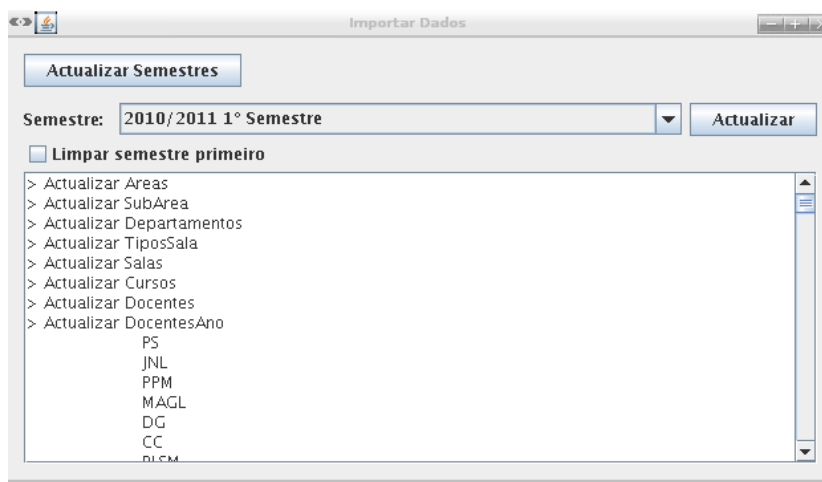 Importar Dados
Actualizar Semestres
Semestre: 2010/2011 1° Semestre Actualizar
Limpar semestre primeiro
> Actualizar Areas
> Actualizar SubArea
> Actualizar Departamentos
> Actualizar TiposSala
> Actualizar Salas
> Actualizar Cursos
> Actualizar Docentes
> Actualizar DocentesAno
PS
JNL
PPM
MAGL
DG
CC